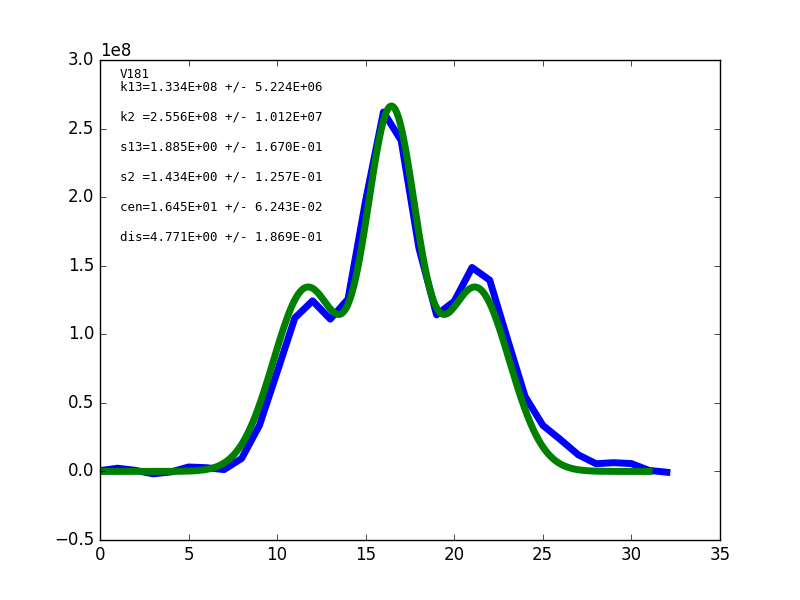 1e8
3.0
2.5
2.0
1.5
1.0
0.5
0.0
−0.5
V181
k13=1.334E+08 +/- 5.224E+06
k2 =2.556E+08 +/- 1.012E+07
s13=1.885E+00 +/- 1.670E-01
s2 =1.434E+00 +/- 1.257E-01
cen=1.645E+01 +/- 6.243E-02
dis=4.771E+00 +/- 1.869E-01
0 5 10 15 20 25 30 35